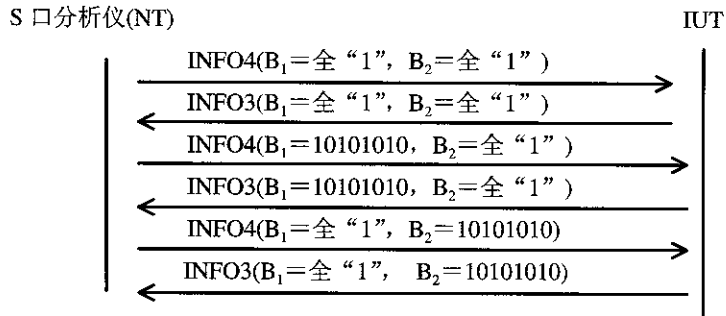 S 口分析仪(NT) IUT
INFO4(B₁=全“1”, B₂=全“1”)
INFO3(B₁=全“1”, B₂=全“1”)
INFO4(B₁=10101010, B₂=全“1”)
INFO3(B₁=10101010, B₂=全“1”)
INFO4(B₁=全“1”, B₂=10101010)
INFO3(B₁=全“1”, B₂=10101010)